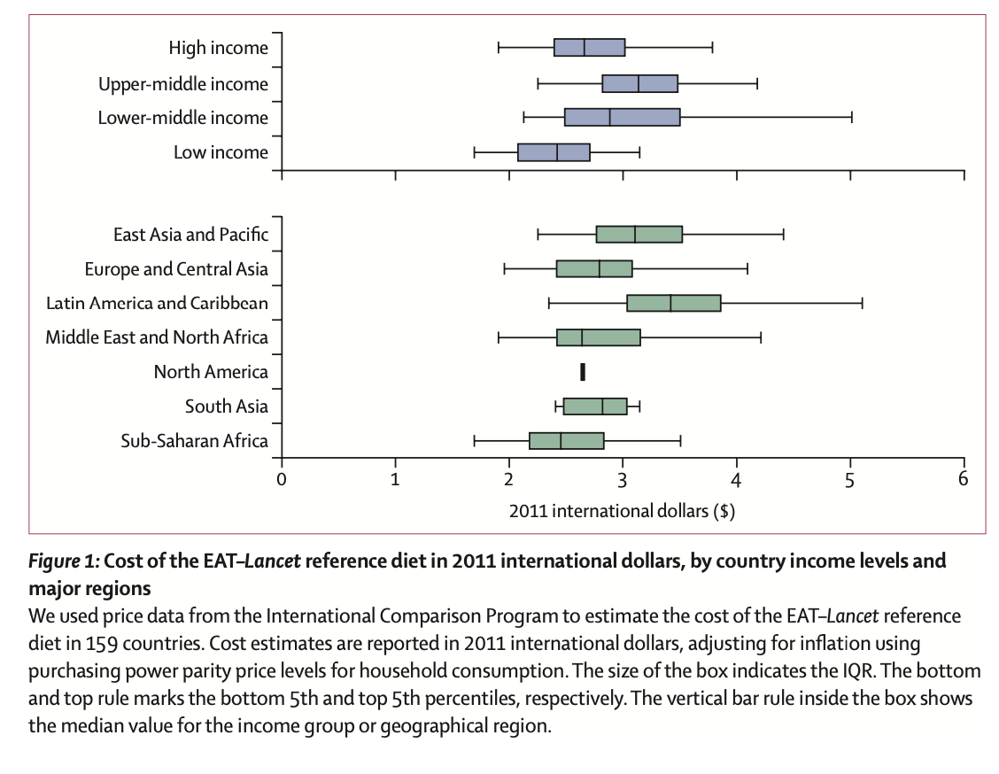 High income
Upper-middle income
Lower-middle income
Low income
East Asia and Pacific
Europe and Central Asia
Latin America and Caribbean
Middle East and North Africa
North America
South Asia
Sub-Saharan Africa
0 1 2 3 4 5 6
2011 international dollars ($)
Figure 1: Cost of the EAT–Lancet reference diet in 2011 international dollars, by country income levels and
major regions
We used price data from the International Comparison Program to estimate the cost of the EAT–Lancet reference
diet in 159 countries. Cost estimates are reported in 2011 international dollars, adjusting for inflation using
purchasing power parity price levels for household consumption. The size of the box indicates the IQR. The bottom
and top rule marks the bottom 5th and top 5th percentiles, respectively. The vertical bar rule inside the box shows
the median value for the income group or geographical region.